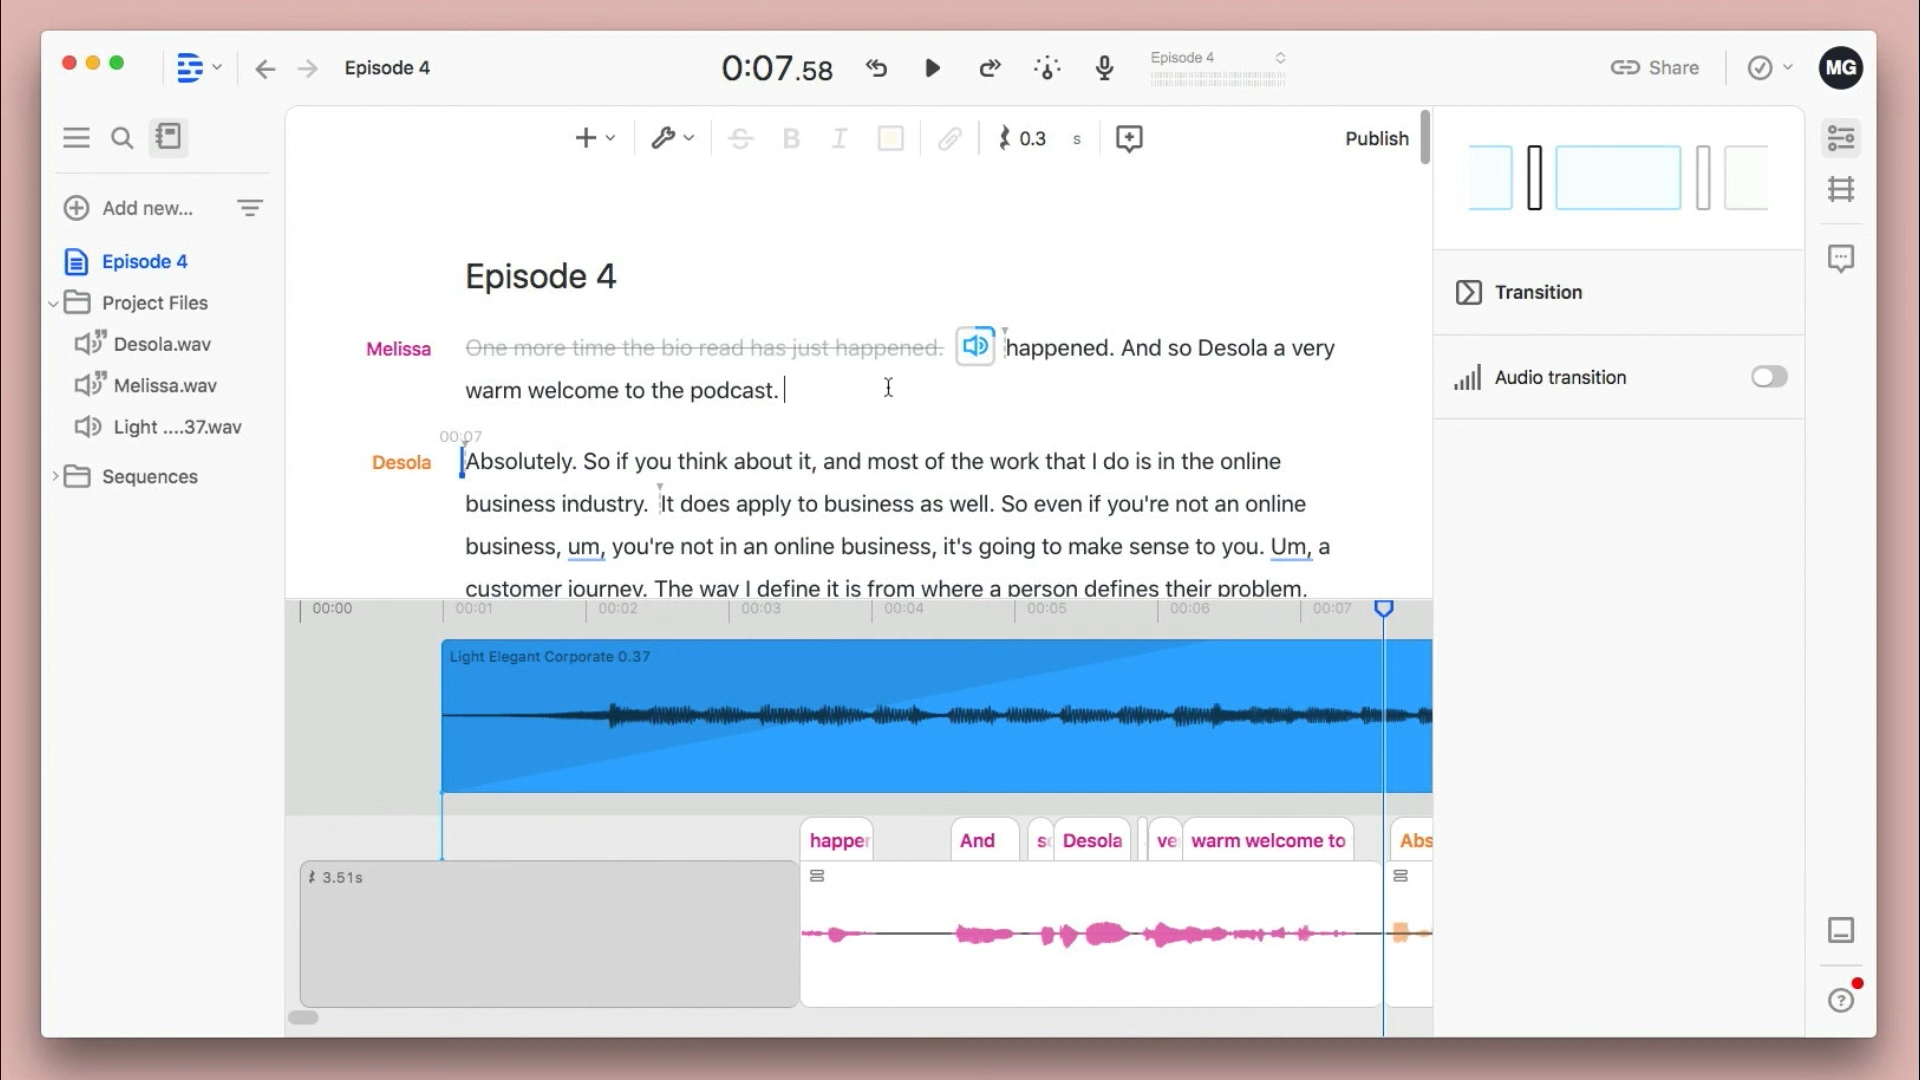 Episode 4
0:07.58
Episode 4
Share
MG
0.3 s
Publish
Add new...
Episode 4
Project Files
Desola.wav
Melissa.wav
Light ....37.wav
Sequences
Episode 4
Melissa
One more time the bio read has just happened. happened. And so Desola a very
warm welcome to the podcast.
00:07
Desola
Absolutely. So if you think about it, and most of the work that I do is in the online
business industry. It does apply to business as well. So even if you're not an online
business, um, you're not in an online business, it's going to make sense to you. Um, a
customer journey. The way I define it is from where a person defines their problem.
Transition
Audio transition
00:00 00:01 00:02 00:03 00:04 00:05 00:06 00:07
Light Elegant Corporate 0.37
happer And so Desola ve warm welcome to Abs
3.51s